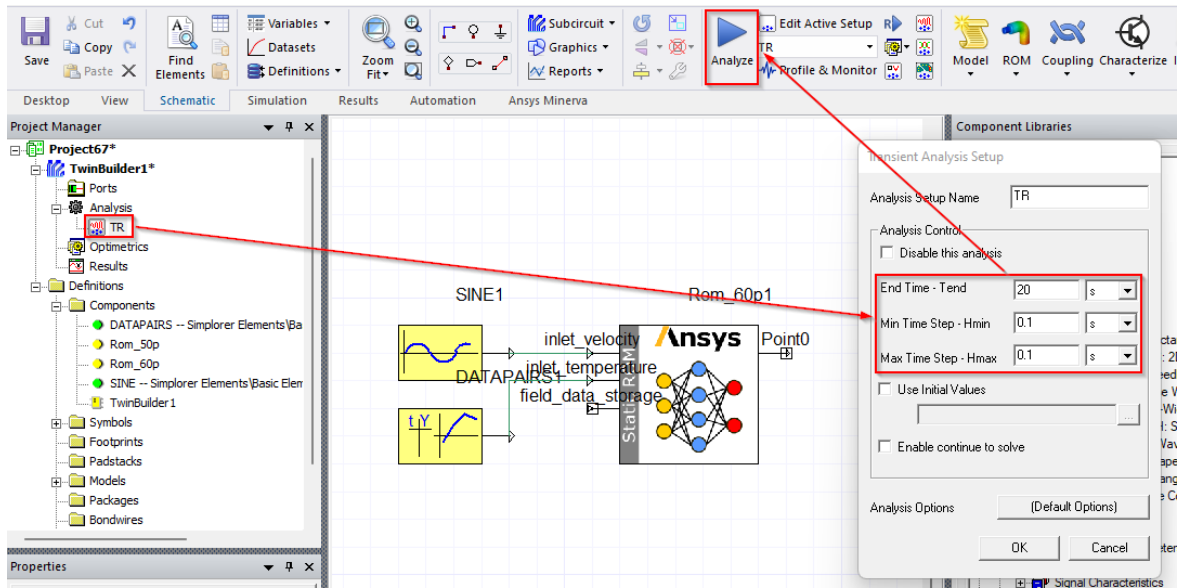 Cut
Variables
Subcircuit
Edit Active Setup
Save
Copy
Find Elements
Datasets
Zoom Fit
Graphics
Analyze
TR
Model
ROM
Coupling
Characterize
Paste
Definitions
Reports
Profile & Monitor
Desktop
View
Schematic
Simulation
Results
Automation
Ansys Minerva
Project Manager
Component Libraries
Project67*
TwinBuilder1*
Ports
Analysis
TR
Optimetrics
Results
Definitions
Components
DATAPAIRS -- Simplorer Elements\Ba
Rom_50p
Rom_60p
SINE -- Simplorer Elements\Basic Elem
TwinBuilder1
Symbols
Footprints
Padstacks
Models
Packages
Bondwires
Properties
SINE1
Rom_60p1
inlet_velocity
Ansys
Point0
inlet_temperature
DATAPAIRS1
field_data_storage
Static ROM
t Y
Transient Analysis Setup
Analysis Setup Name
TR
Analysis Control
Disable this analysis
End Time - Tend
20
s
Min Time Step - Hmin
0.1
s
Max Time Step - Hmax
0.1
s
Use Initial Values
...
Enable continue to solve
Analysis Options
(Default Options)
OK
Cancel
Signal Characteristics